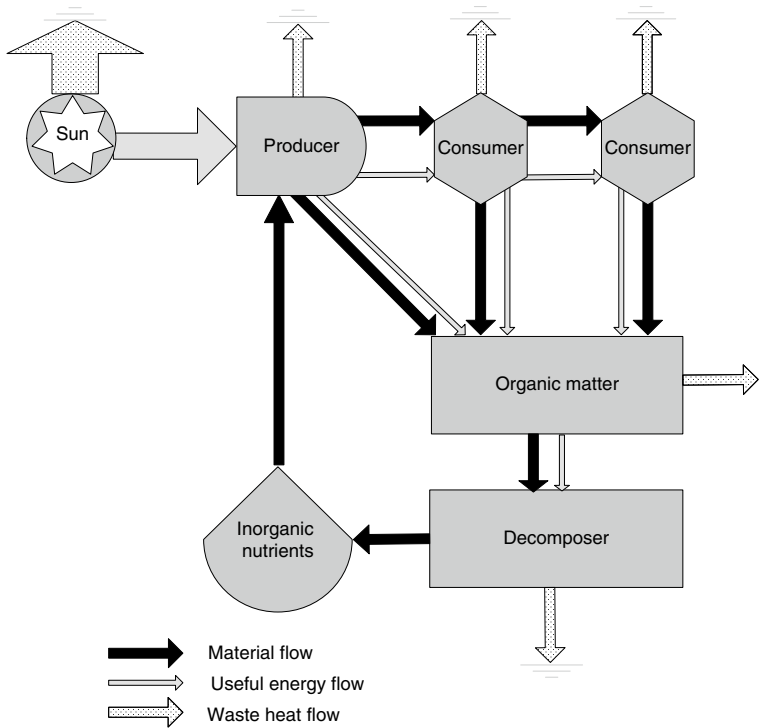 Sun
Producer
Consumer
Consumer
Organic matter
Inorganic
nutrients
Decomposer
Material flow
Useful energy flow
Waste heat flow